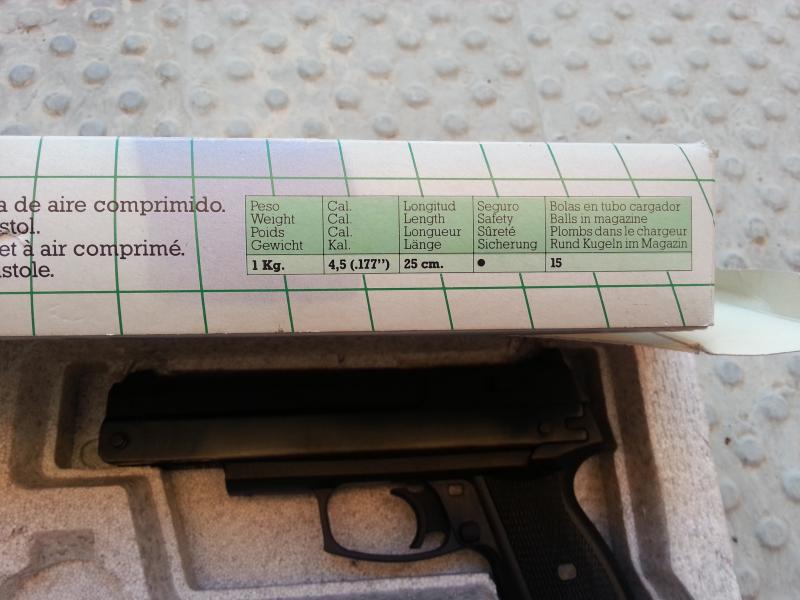 a de aire comprimido.
stol.
et à air comprimé.
istole.
Peso Cal. Longitud Seguro Bolas en tubo cargador
Weight Cal. Length Safety Balls in magazine
Poids Cal. Longueur Sûreté Plombs dans le chargeur
Gewicht Kal. Länge Sicherung Rund Kugeln im Magazin
1 Kg. 4,5 (.177") 25 cm. • 15